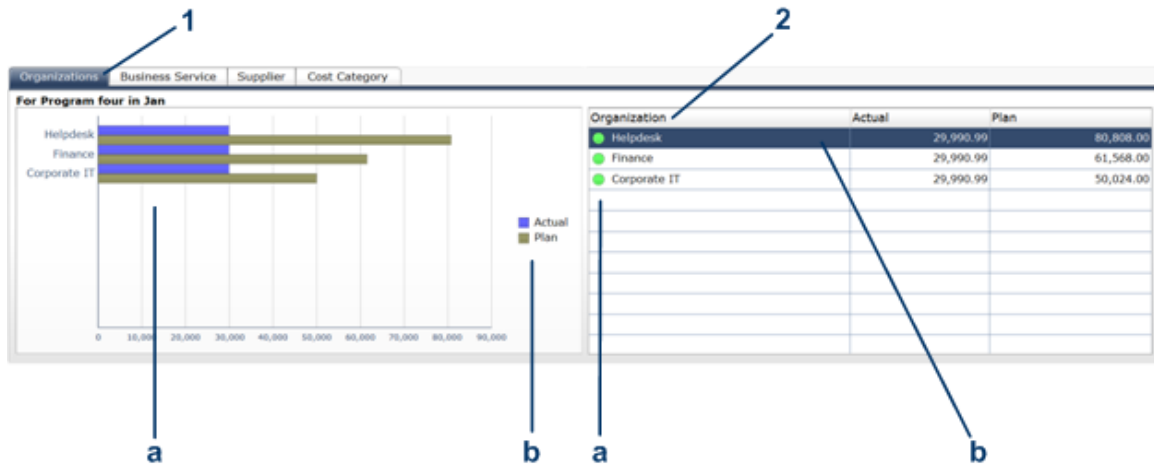 1
2
Organizations Business Service Supplier Cost Category
For Program four in Jan
Helpdesk
Finance
Corporate IT
Actual
Plan
0 10,000 20,000 30,000 40,000 50,000 60,000 70,000 80,000 90,000
Organization Actual Plan
Helpdesk 29,990.99 80,808.00
Finance 29,990.99 61,568.00
Corporate IT 29,990.99 50,024.00
a b a b